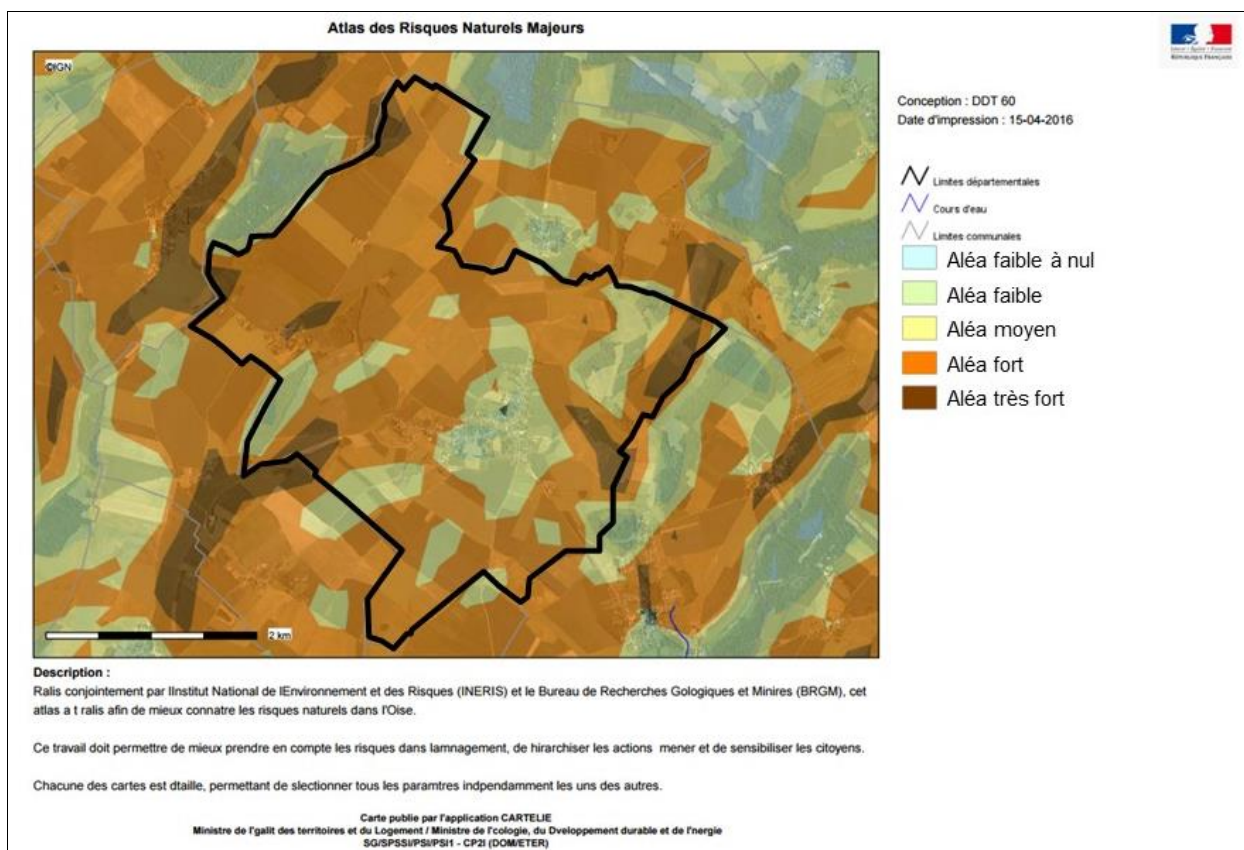 Atlas des Risques Naturels Majeurs
©IGN
2 km
RÉPUBLIQUE FRANÇAISE
Conception : DDT 60
Date d'impression : 15-04-2016
Limites départementales
Cours d'eau
Limites communales
Aléa faible à nul
Aléa faible
Aléa moyen
Aléa fort
Aléa très fort
Description :
Ralis conjointement par lInstitut National de lEnvironnement et des Risques (INERIS) et le Bureau de Recherches Gologiques et Minires (BRGM), cet
atlas a t ralis afin de mieux connatre les risques naturels dans l'Oise.
Ce travail doit permettre de mieux prendre en compte les risques dans lamnagement, de hirarchiser les actions mener et de sensibiliser les citoyens.
Chacune des cartes est dtaille, permettant de slectionner tous les paramtres indpendamment les uns des autres.
Carte publie par l'application CARTELIE
Ministre de l'galit des territoires et du Logement / Ministre de l'cologie, du Dveloppement durable et de l'nergie
SG/SPSSI/PSI/PSI1 - CP2I (DOM/ETER)